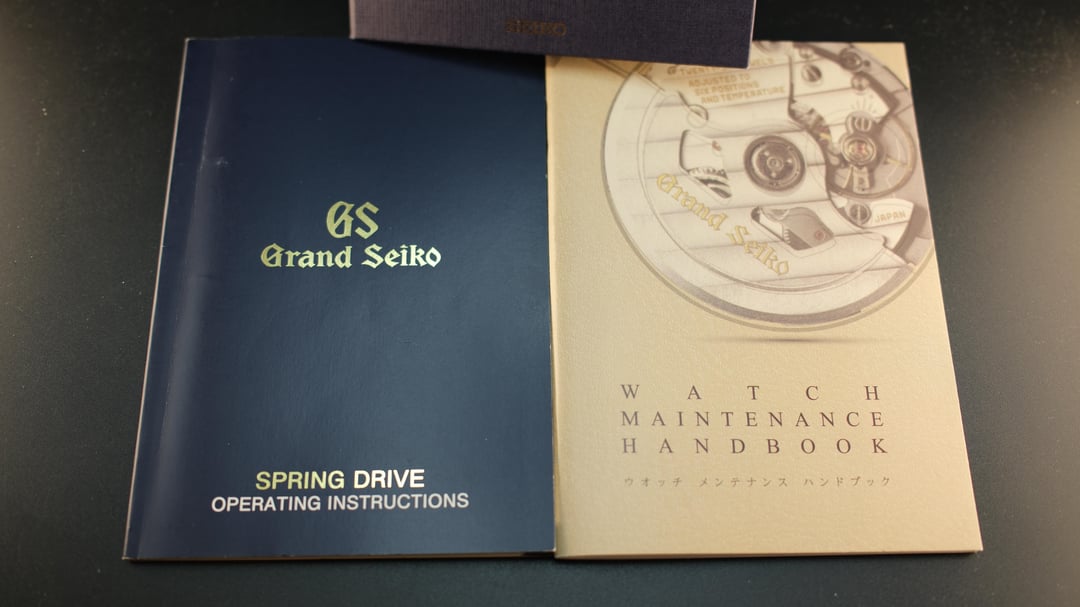 GS
Grand Seiko
SPRING DRIVE
OPERATING INSTRUCTIONS
ADJUSTED TO
SIX POSITIONS
AND TEMPERATURE
JAPAN
Grand Seiko
WATCH
MAINTENANCE
HANDBOOK
ウオッチ メンテナンス ハンドブック